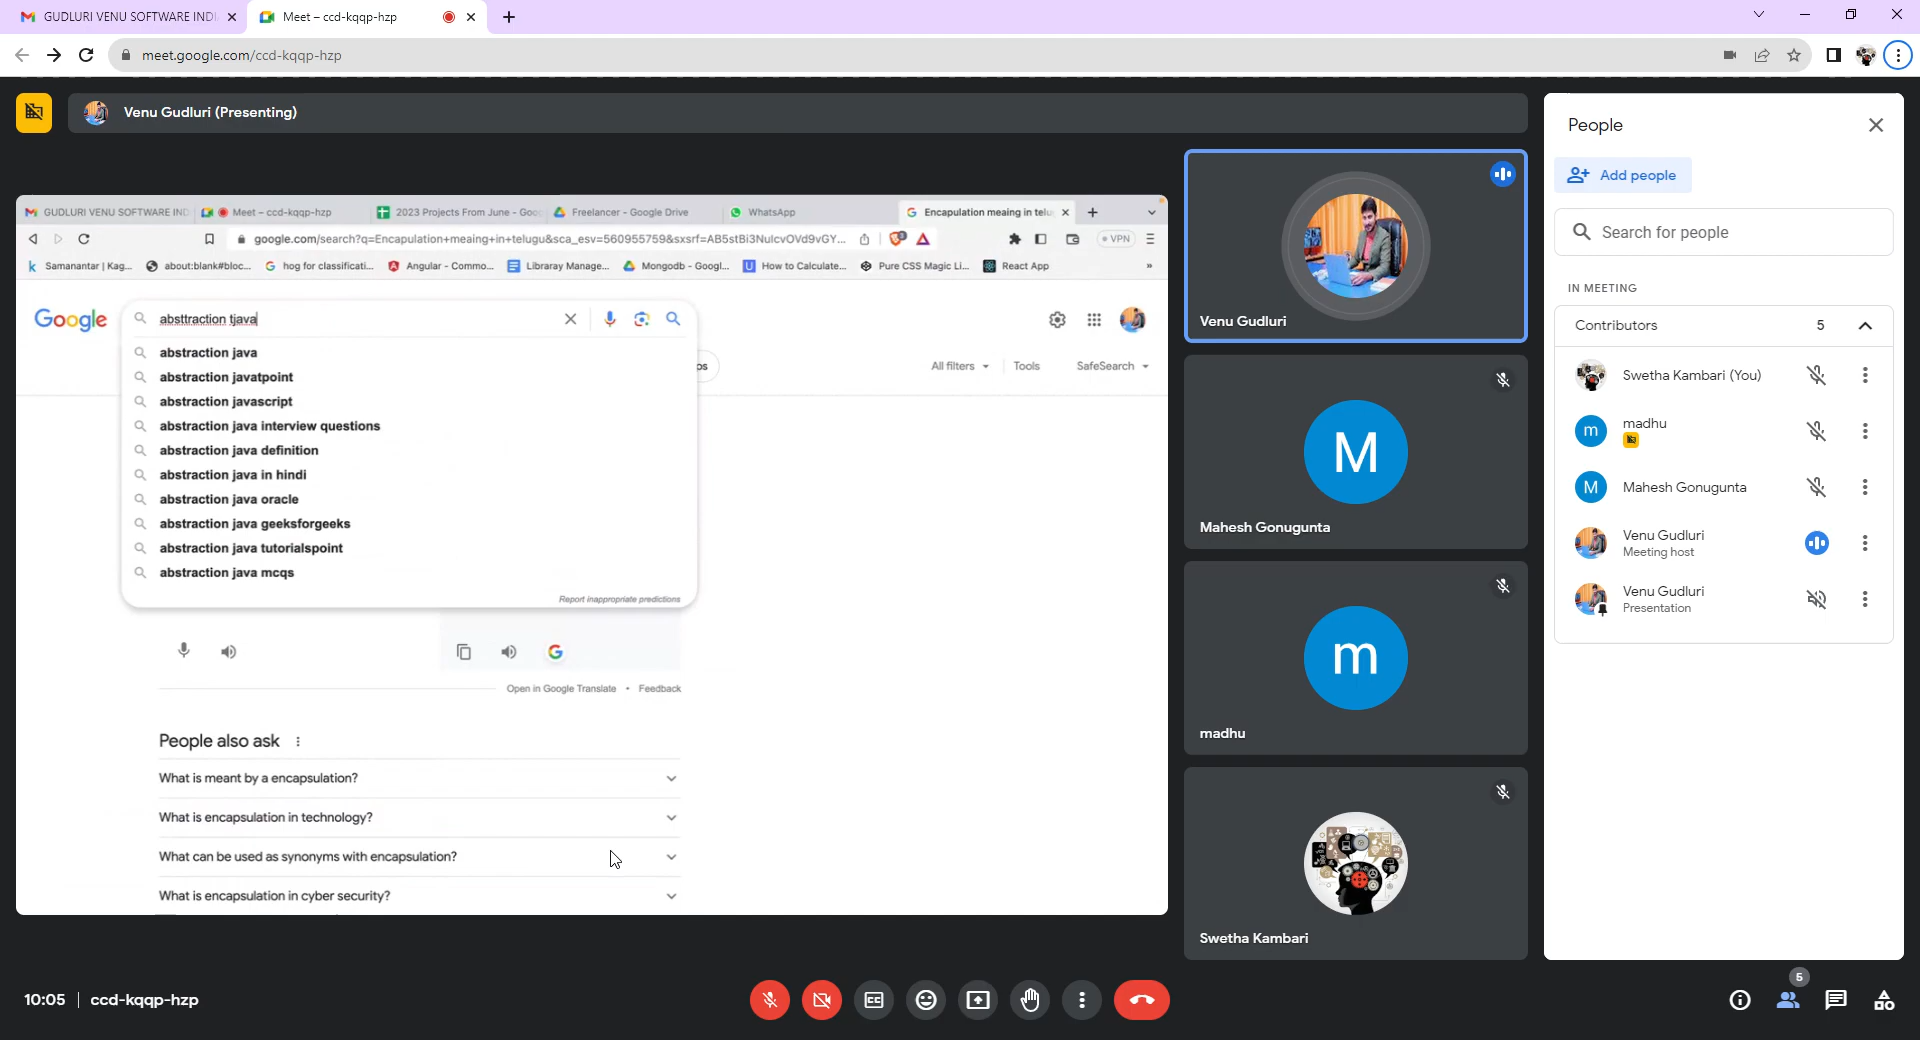 GUDLURI VENU SOFTWARE INDI
Meet – ccd-kqqp-hzp
meet.google.com/ccd-kqqp-hzp
Venu Gudluri (Presenting)
GUDLURI VENU SOFTWARE IND
Meet – ccd-kqqp-hzp
2023 Projects From June - Goo
Freelancer - Google Drive
WhatsApp
Encapulation meaing in telu
google.com/search?q=Encapulation+meaing+in+telugu&sca_esv=560955759&sxsrf=AB5stBi3NulcvOVd9vGY...
VPN
Samanantar | Kag...
about:blank#bloc...
hog for classificati...
Angular - Commo...
Libraray Manage...
Mongodb - Googl...
How to Calculate...
Pure CSS Magic Li...
React App
»
Google
absttraction tjava
abstraction java
abstraction javatpoint
abstraction javascript
abstraction java interview questions
abstraction java definition
abstraction java in hindi
abstraction java oracle
abstraction java geeksforgeeks
abstraction java tutorialspoint
abstraction java mcqs
Report inappropriate predictions
ps
All filters
Tools
SafeSearch
Open in Google Translate • Feedback
People also ask
What is meant by a encapsulation?
What is encapsulation in technology?
What can be used as synonyms with encapsulation?
What is encapsulation in cyber security?
Venu Gudluri
M
Mahesh Gonugunta
m
madhu
Swetha Kambari
People
Add people
Search for people
IN MEETING
Contributors 5
Swetha Kambari (You)
m
madhu
M
Mahesh Gonugunta
Venu Gudluri
Meeting host
Venu Gudluri
Presentation
10:05 | ccd-kqqp-hzp
5